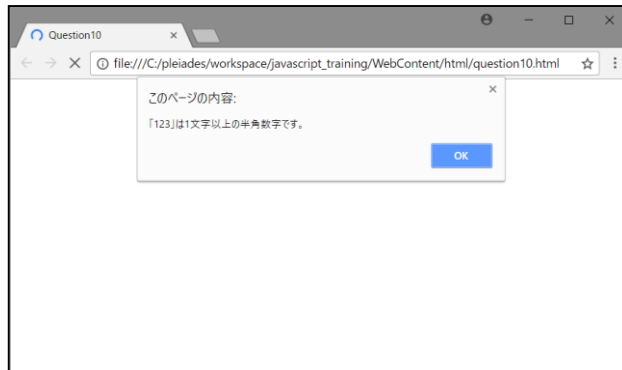 Question10
file:///C:/pleiades/workspace/javascript_training/WebContent/html/question10.html
このページの内容:
「123」は1文字以上の半角数字です。
OK